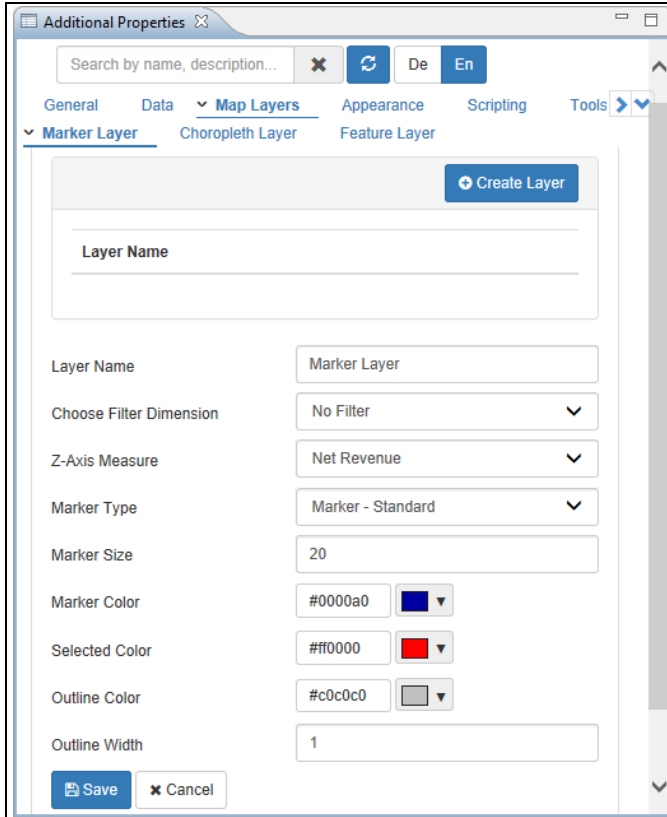 Additional Properties
Search by name, description... De En
General Data Map Layers Appearance Scripting Tools
Marker Layer Choropleth Layer Feature Layer
Create Layer
Layer Name
Layer Name Marker Layer
Choose Filter Dimension No Filter
Z-Axis Measure Net Revenue
Marker Type Marker - Standard
Marker Size 20
Marker Color #0000a0
Selected Color #ff0000
Outline Color #c0c0c0
Outline Width 1
Save Cancel